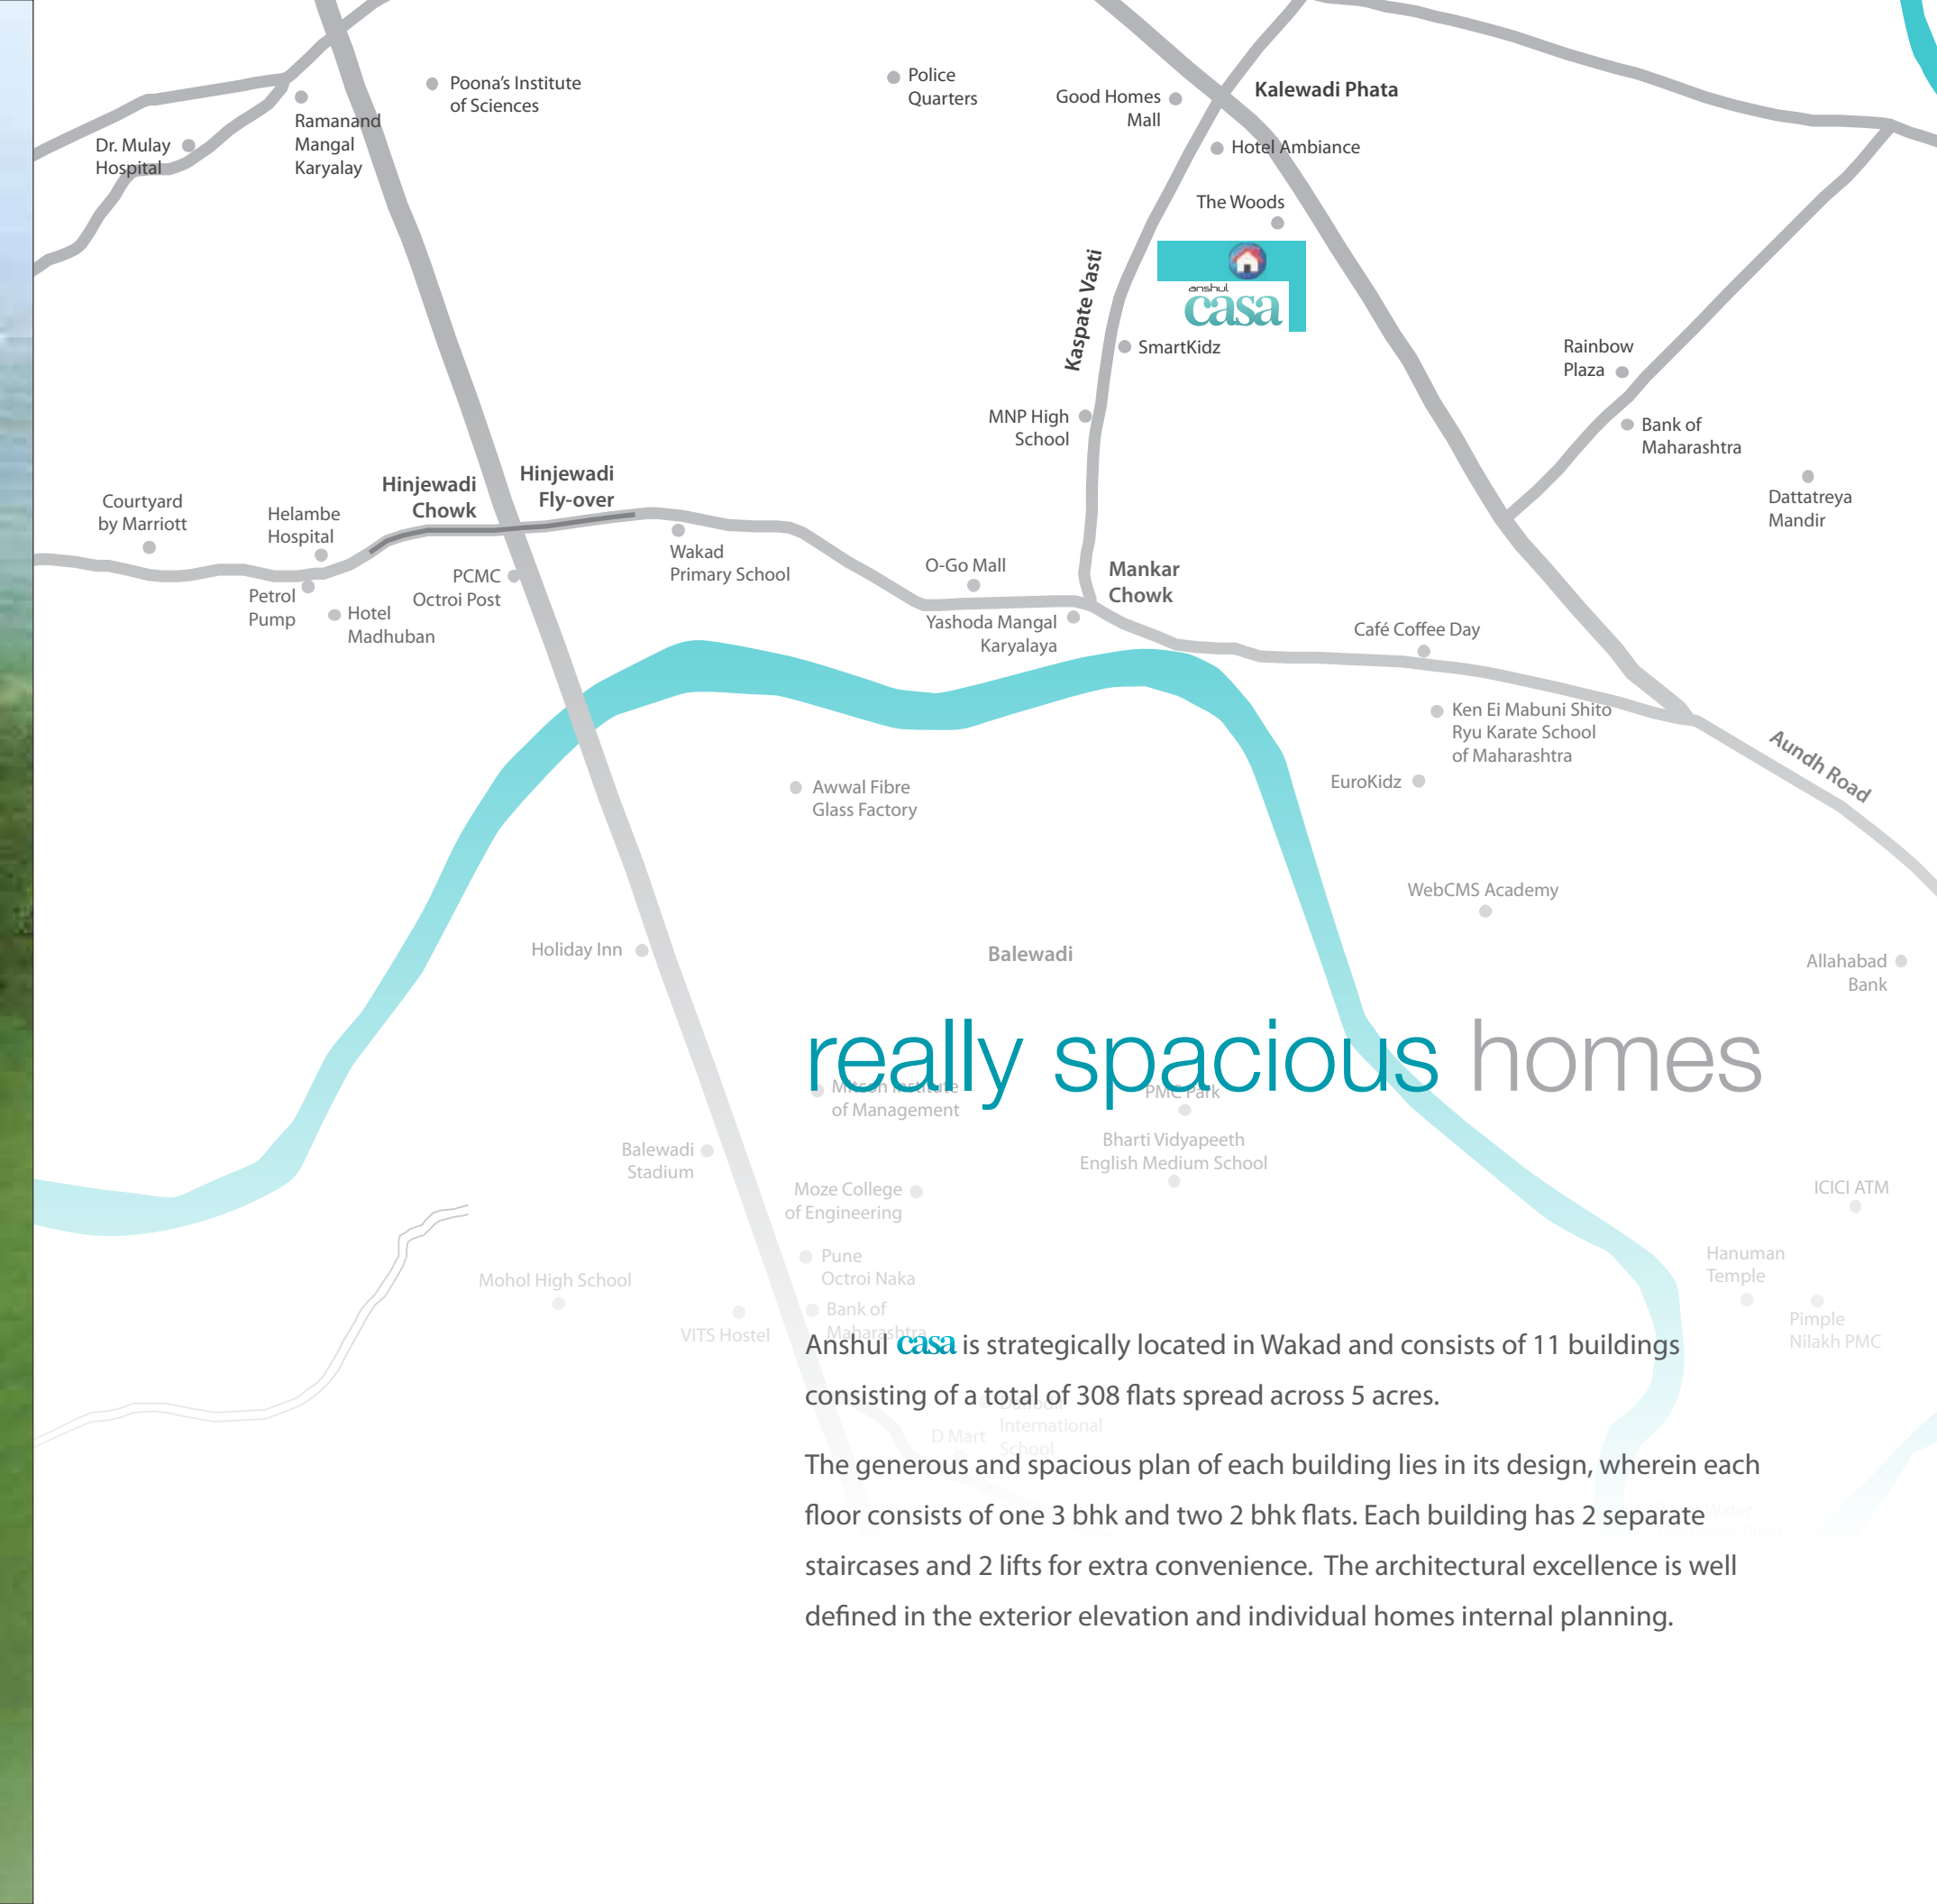 Poona's Institute
of Sciences
Police
Quarters
Good Homes
Mall
Kalewadi Phata
Ramanand
Mangal
Karyalay
Dr. Mulay
Hospital
Hotel Ambiance
The Woods
anshul
casa
Kaspate Vasti
SmartKidz
Rainbow
Plaza
MNP High
School
Bank of
Maharashtra
Dattatreya
Mandir
Hinjewadi
Chowk
Hinjewadi
Fly-over
Courtyard
by Marriott
Helambe
Hospital
Wakad
Primary School
O-Go Mall
Mankar
Chowk
PCMC
Octroi Post
Petrol
Pump
Hotel
Madhuban
Yashoda Mangal
Karyalaya
Café Coffee Day
Ken Ei Mabuni Shito
Ryu Karate School
of Maharashtra
Aundh Road
EuroKidz
Awwal Fibre
Glass Factory
WebCMS Academy
Holiday Inn
Balewadi
Allahabad
Bank
really spacious homes
Mitcon Institute
of Management
PMC Park
Bharti Vidyapeeth
English Medium School
Balewadi
Stadium
Moze College
of Engineering
ICICI ATM
Pune
Octroi Naka
Hanuman
Temple
Mohol High School
Bank of
Maharashtra
VITS Hostel
Pimple
Nilakh PMC
Anshul casa is strategically located in Wakad and consists of 11 buildings
consisting of a total of 308 flats spread across 5 acres.
D Mart
International
School
The generous and spacious plan of each building lies in its design, wherein each
floor consists of one 3 bhk and two 2 bhk flats. Each building has 2 separate
Water
staircases and 2 lifts for extra convenience. The architectural excellence is well
defined in the exterior elevation and individual homes internal planning.